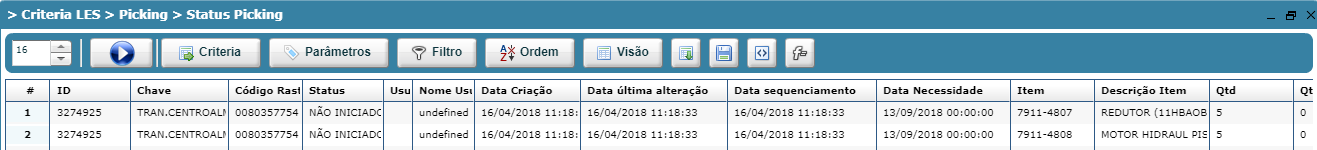 > Criteria LES > Picking > Status Picking
16 Criteria Parâmetros Filtro Ordem Visão
# ID Chave Código Rast Status Usu Nome Usu Data Criação Data última alteração Data sequenciamento Data Necessidade Item Descrição Item Qtd Qt
1 3274925 TRAN.CENTROALM 0080357754 NÃO INICIADO undefined 16/04/2018 11:18: 16/04/2018 11:18:33 16/04/2018 11:18:33 13/09/2018 00:00:00 7911-4807 REDUTOR (11HBAOB 5 0
2 3274925 TRAN.CENTROALM 0080357754 NÃO INICIADO undefined 16/04/2018 11:18: 16/04/2018 11:18:33 16/04/2018 11:18:33 13/09/2018 00:00:00 7911-4808 MOTOR HIDRAUL PIS 5 0